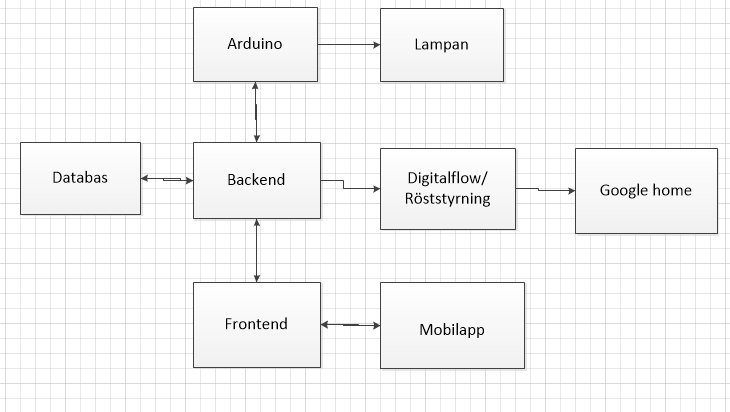 Arduino
Lampan
Databas
Backend
Digitalflow/
Röststyrning
Google home
Frontend
Mobilapp